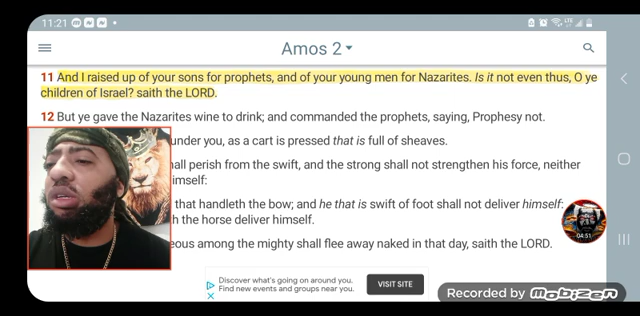 11:21
Amos 2
11 And I raised up of your sons for prophets, and of your young men for Nazarites. Is it not even thus, O ye
children of Israel? saith the LORD.
12 But ye gave the Nazarites wine to drink; and commanded the prophets, saying, Prophesy not.
under you, as a cart is pressed that is full of sheaves.
hall perish from the swift, and the strong shall not strengthen his force, neither
imself:
that handleth the bow; and he that is swift of foot shall not deliver himself:
h the horse deliver himself.
eous among the mighty shall flee away naked in that day, saith the LORD.
04:51
Discover what's going on around you.
Find new events and groups near you.
VISIT SITE
Recorded by Mobizen